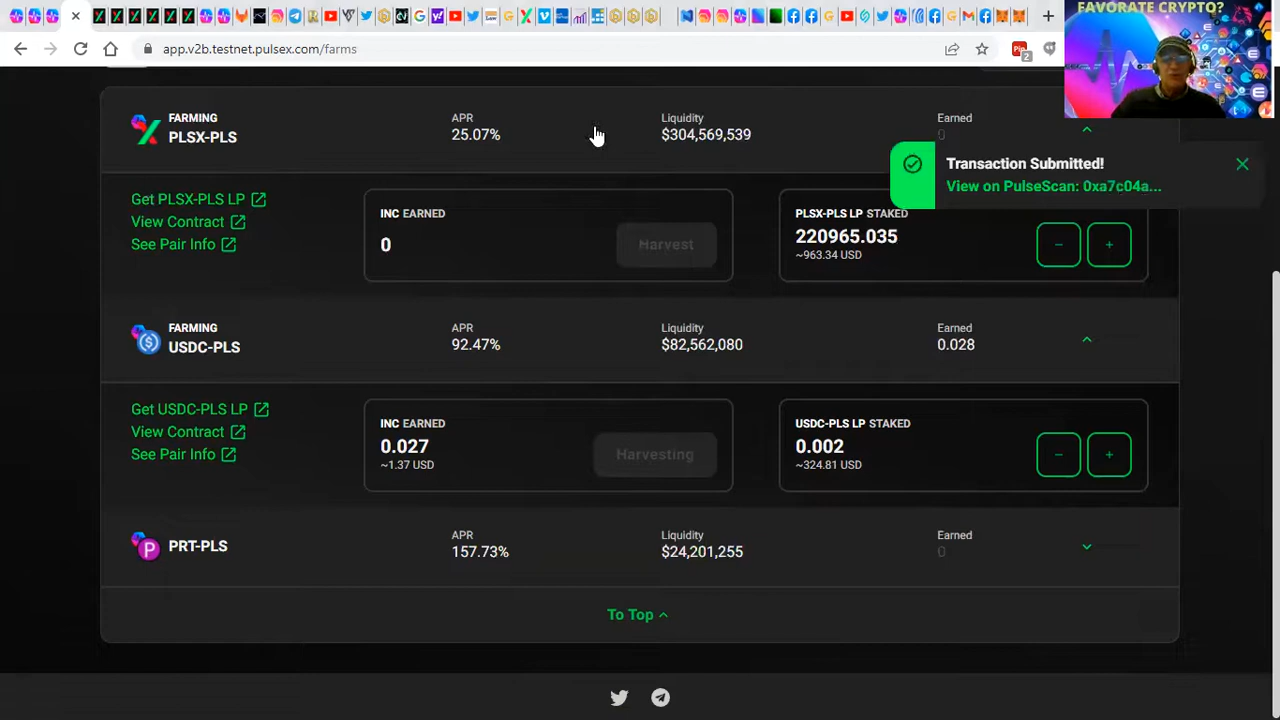 FAVORATE CRYPTO?
app.v2b.testnet.pulsex.com/farms
2
FARMING
PLSX-PLS
APR
25.07%
Liquidity
$304,569,539
Earned
0
Transaction Submitted!
View on PulseScan: 0xa7c04a...
Get PLSX-PLS LP
View Contract
See Pair Info
INC EARNED
0
Harvest
PLSX-PLS LP STAKED
220965.035
~963.34 USD
FARMING
USDC-PLS
APR
92.47%
Liquidity
$82,562,080
Earned
0.028
Get USDC-PLS LP
View Contract
See Pair Info
INC EARNED
0.027
~1.37 USD
Harvesting
USDC-PLS LP STAKED
0.002
~324.81 USD
PRT-PLS
APR
157.73%
Liquidity
$24,201,255
Earned
0
To Top